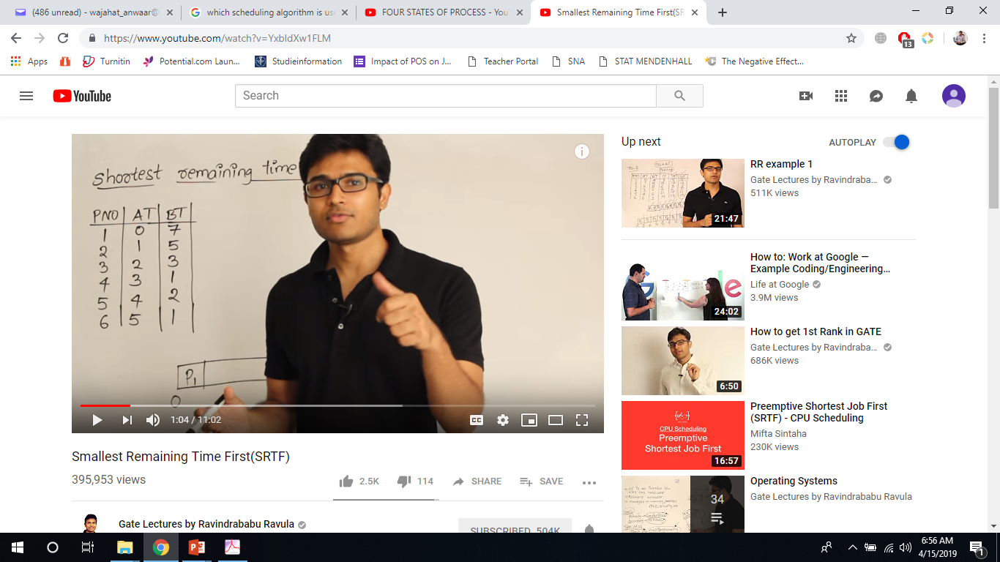 (486 unread) - wajahat_anwaar@
which scheduling algorithm is us
FOUR STATES OF PROCESS - You
Smallest Remaining Time First(SR
https://www.youtube.com/watch?v=YxbIdXw1FLM
13
Apps
Turnitin
Potential.com Laun...
Studieinformation
Impact of POS on J...
Teacher Portal
SNA
STAT MENDENHALL
The Negative Effect...
YouTube
Search
shortest remaining time
PNO AT BT
1 0 7
2 1 5
3 2 3
4 3 1
5 4 2
6 5 1
P1
0
1:04 / 11:02
CC
Smallest Remaining Time First(SRTF)
395,953 views
2.5K
114
SHARE
SAVE
Gate Lectures by Ravindrababu Ravula
SUBSCRIBED 504K
Up next
AUTOPLAY
RR example 1
Gate Lectures by Ravindraba...
511K views
21:47
How to: Work at Google —
Example Coding/Engineering...
Life at Google
3.9M views
24:02
How to get 1st Rank in GATE
Gate Lectures by Ravindraba...
686K views
6:50
CPU Scheduling
Preemptive
Shortest Job First
16:57
Preemptive Shortest Job First
(SRTF) - CPU Scheduling
Mifta Sintaha
230K views
34
Operating Systems
Gate Lectures by Ravindrababu Ravula
6:56 AM
4/15/2019
1